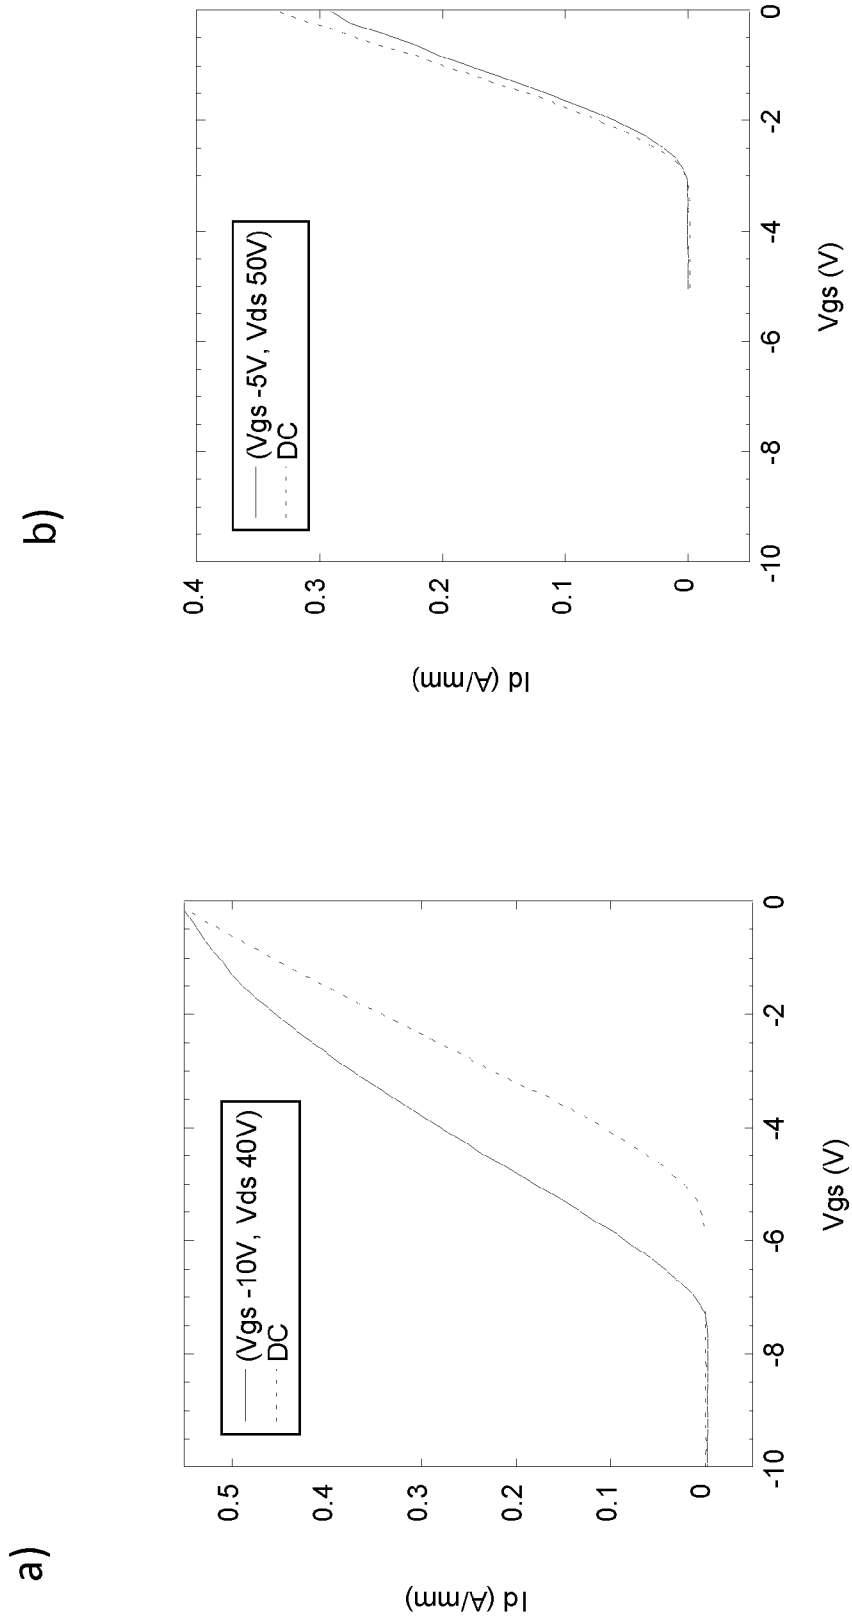 a)
Id (A/mm)
0.5
0.4
0.3
0.2
0.1
0
(Vgs -10V, Vds 40V)
DC
-10
-8
-6
-4
-2
0
Vgs (V)
b)
Id (A/mm)
0.4
0.3
0.2
0.1
0
(Vgs -5V, Vds 50V)
DC
-10
-8
-6
-4
-2
0
Vgs (V)